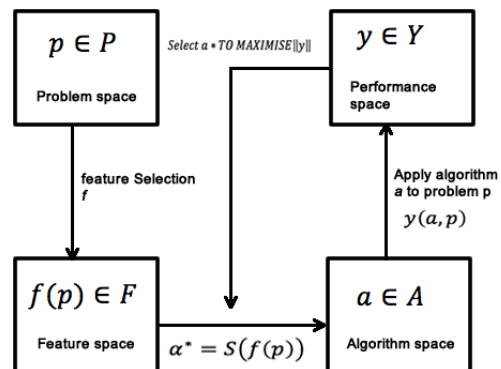 p ∈ P
Problem space
Select a * TO MAXIMISE‖y‖
y ∈ Y
Performance
space
feature Selection
f
Apply algorithm
a to problem p
y(a, p)
f(p) ∈ F
Feature space
α* = S(f(p))
a ∈ A
Algorithm space